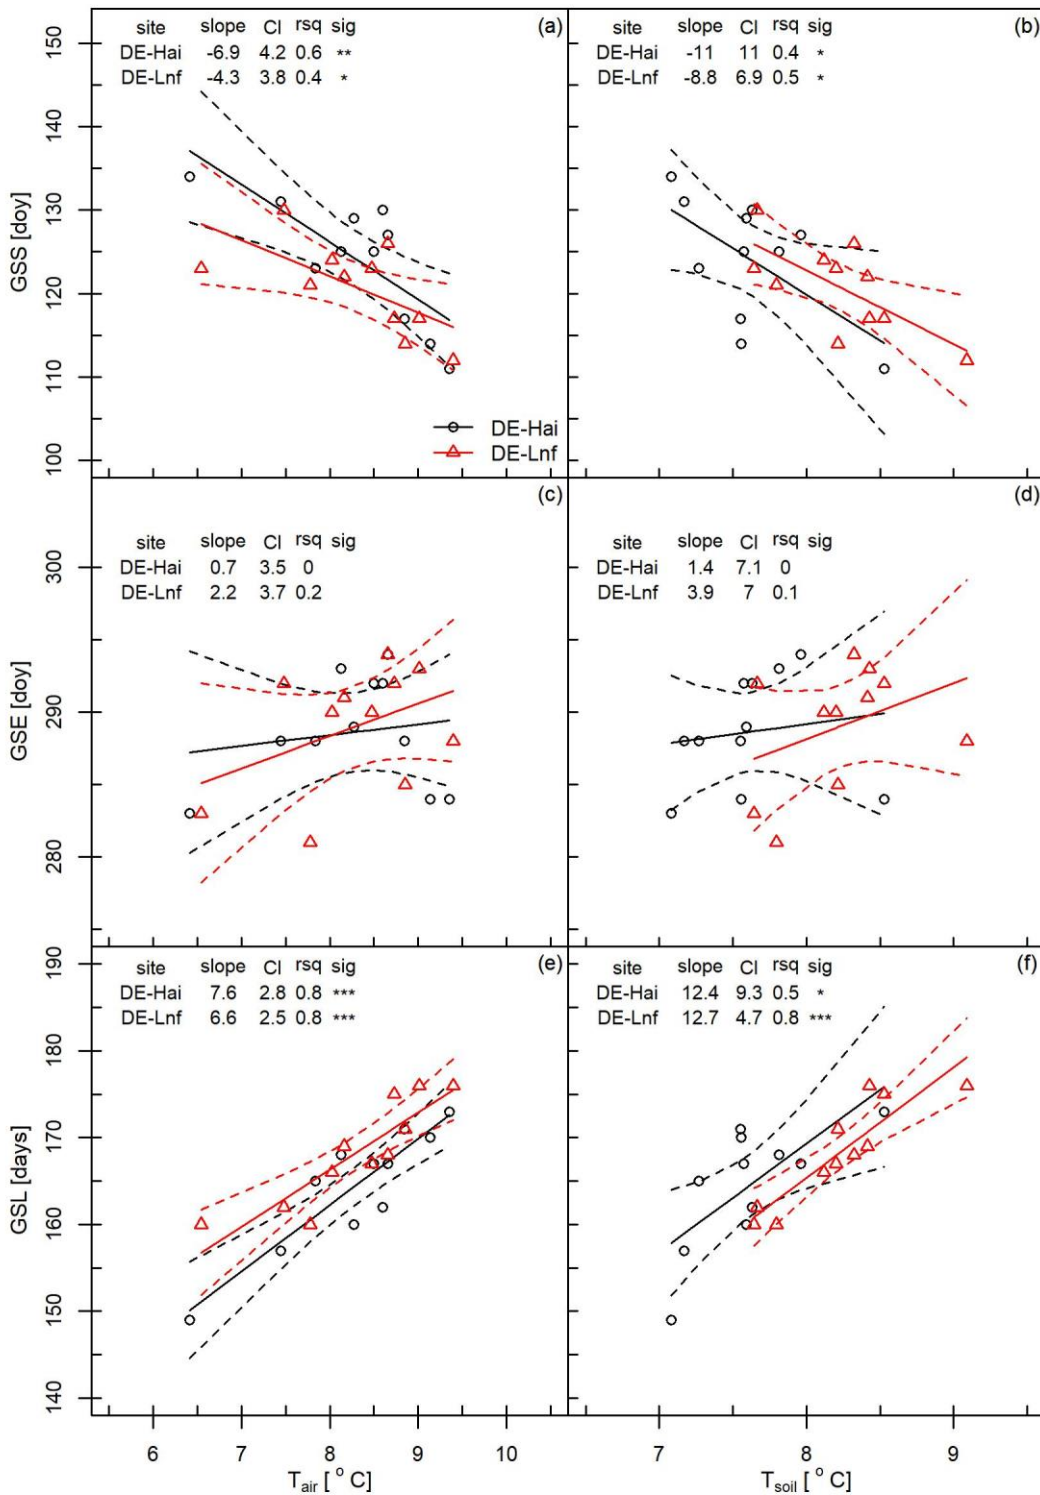 (a)
site slope CI rsq sig
DE-Hai -6.9 4.2 0.6 **
DE-Lnf -4.3 3.8 0.4 *
(b)
site slope CI rsq sig
DE-Hai -11 11 0.4 *
DE-Lnf -8.8 6.9 0.5 *
GSS [doy]
150
140
130
120
110
100
DE-Hai
DE-Lnf
(c)
site slope CI rsq sig
DE-Hai 0.7 3.5 0
DE-Lnf 2.2 3.7 0.2
(d)
site slope CI rsq sig
DE-Hai 1.4 7.1 0
DE-Lnf 3.9 7 0.1
GSE [doy]
300
290
280
(e)
site slope CI rsq sig
DE-Hai 7.6 2.8 0.8 ***
DE-Lnf 6.6 2.5 0.8 ***
(f)
site slope CI rsq sig
DE-Hai 12.4 9.3 0.5 *
DE-Lnf 12.7 4.7 0.8 ***
GSL [days]
190
180
170
160
150
140
6 7 8 9 10
7 8 9
Tair [ ° C]
Tsoil [ ° C]